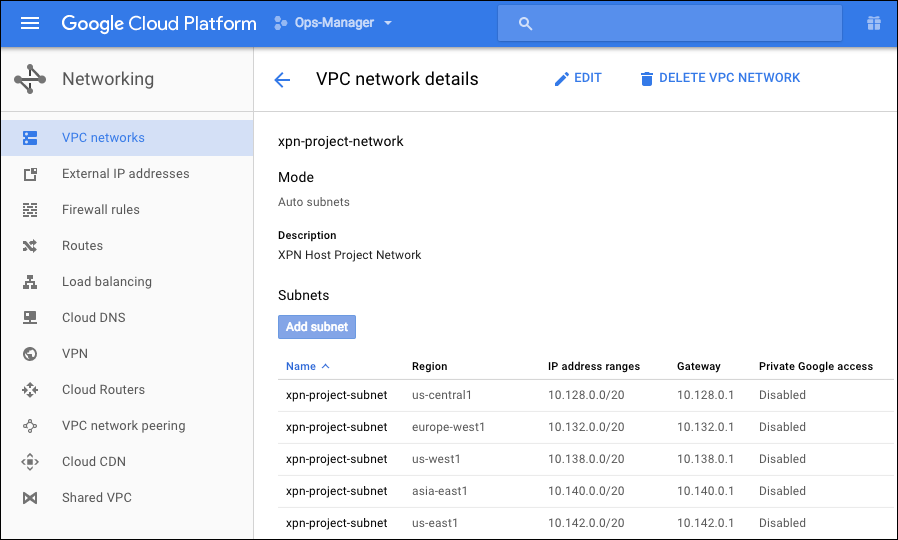 Google Cloud Platform Ops-Manager
Networking
VPC network details EDIT DELETE VPC NETWORK
VPC networks
External IP addresses
Firewall rules
Routes
Load balancing
Cloud DNS
VPN
Cloud Routers
VPC network peering
Cloud CDN
Shared VPC
xpn-project-network
Mode
Auto subnets
Description
XPN Host Project Network
Subnets
Add subnet
Name Region IP address ranges Gateway Private Google access
xpn-project-subnet us-central1 10.128.0.0/20 10.128.0.1 Disabled
xpn-project-subnet europe-west1 10.132.0.0/20 10.132.0.1 Disabled
xpn-project-subnet us-west1 10.138.0.0/20 10.138.0.1 Disabled
xpn-project-subnet asia-east1 10.140.0.0/20 10.140.0.1 Disabled
xpn-project-subnet us-east1 10.142.0.0/20 10.142.0.1 Disabled